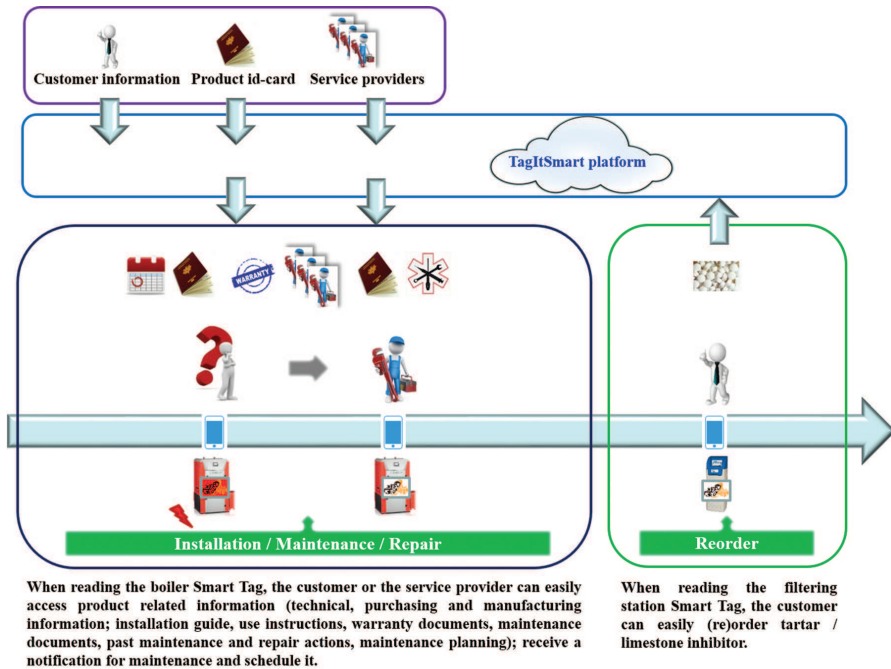 Customer information Product id-card Service providers
TagItSmart platform
WARRANTY
Installation / Maintenance / Repair
Reorder
When reading the boiler Smart Tag, the customer or the service provider can easily
access product related information (technical, purchasing and manufacturing
information; installation guide, use instructions, warranty documents, maintenance
documents, past maintenance and repair actions, maintenance planning); receive a
notification for maintenance and schedule it.
When reading the filtering
station Smart Tag, the customer
can easily (re)order tartar /
limestone inhibitor.